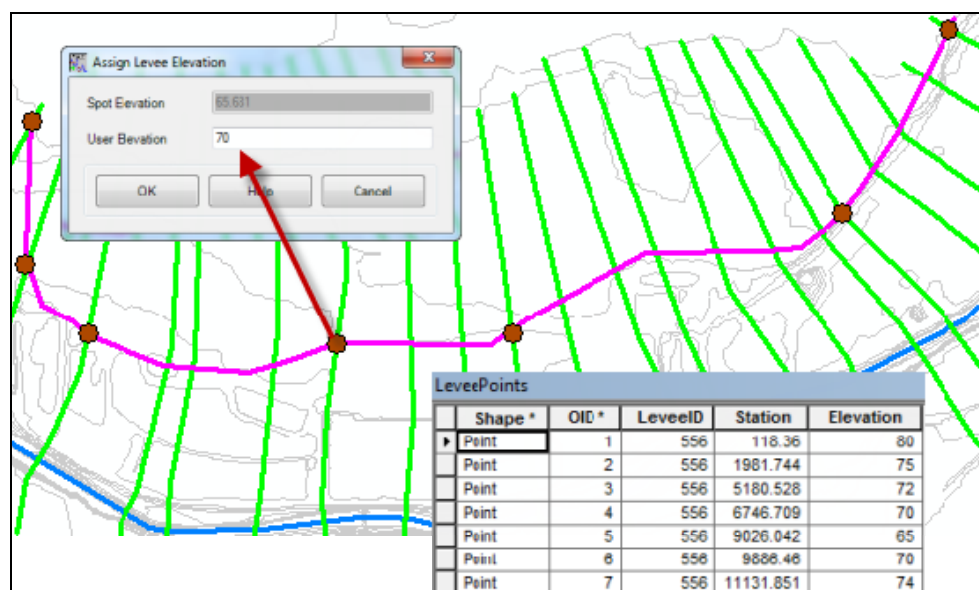 Assign Levee Elevation
Spot Eevation 65.631
User Bevation 70
OK Help Cancel
LeveePoints
Shape * OID * LeveeID Station Elevation
Point 1 556 118.36 80
Point 2 556 1981.744 75
Point 3 556 5180.528 72
Point 4 556 6746.709 70
Point 5 556 9026.042 65
Point 6 556 9886.46 70
Point 7 556 11131.851 74